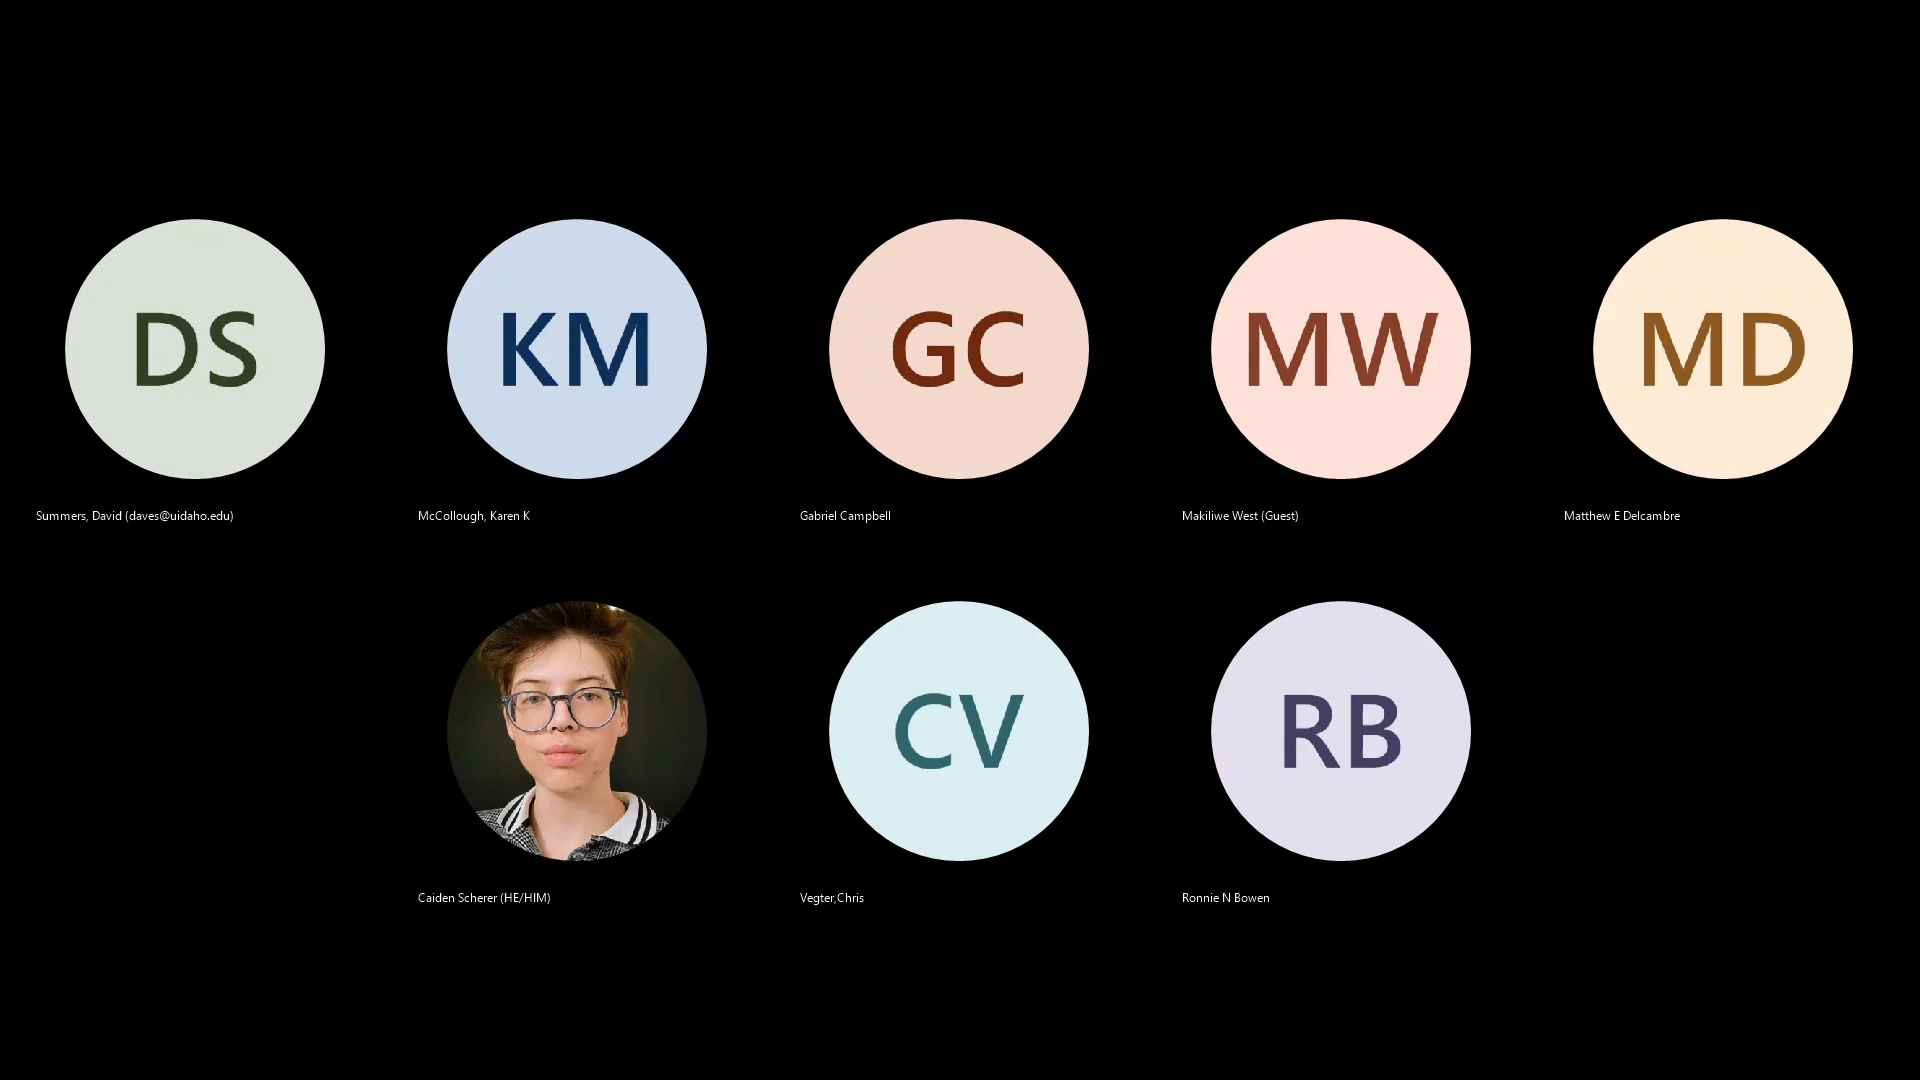 DS
KM
GC
MW
MD
Summers, David (daves@uidaho.edu)
McCollough, Karen K
Gabriel Campbell
Makiliwe West (Guest)
Matthew E Delcambre
CV
RB
Caiden Scherer (HE/HIM)
Vegter,Chris
Ronnie N Bowen